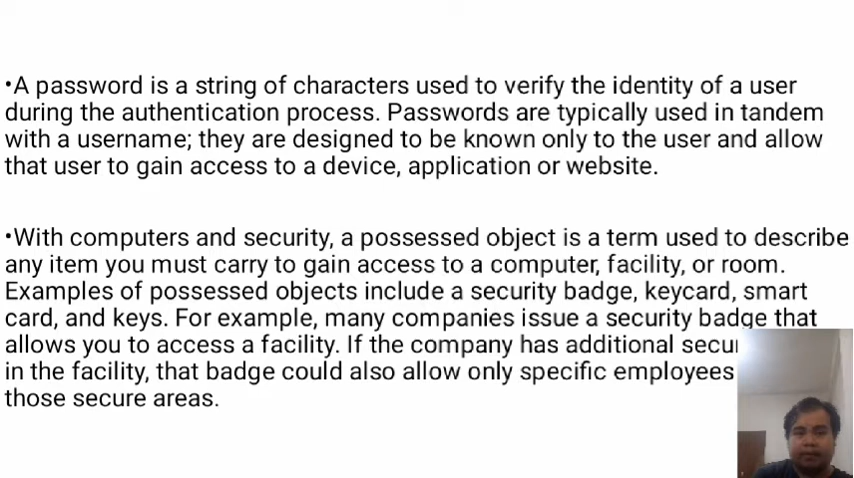 •A password is a string of characters used to verify the identity of a user
during the authentication process. Passwords are typically used in tandem
with a username; they are designed to be known only to the user and allow
that user to gain access to a device, application or website.
•With computers and security, a possessed object is a term used to describe
any item you must carry to gain access to a computer, facility, or room.
Examples of possessed objects include a security badge, keycard, smart
card, and keys. For example, many companies issue a security badge that
allows you to access a facility. If the company has additional
in the facility, that badge could also allow only specific employees
those secure areas.